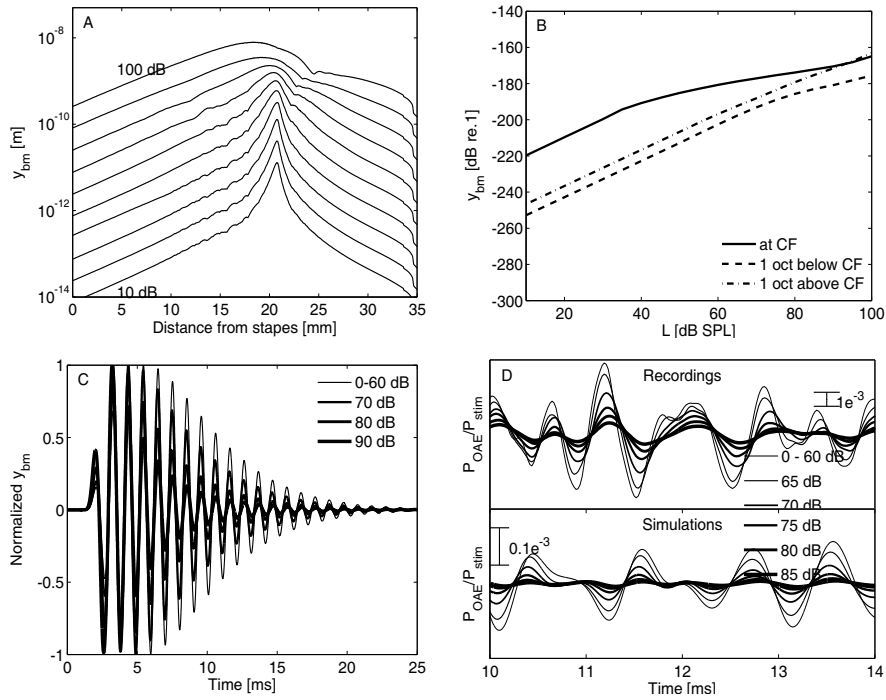 A
100 dB
10 dB
10^-8
10^-10
10^-12
10^-14
y_bm [m]
0 5 10 15 20 25 30 35
Distance from stapes [mm]
B
-140
-160
-180
-200
-220
-240
-260
-280
-300
y_bm [dB re.1]
at CF
1 oct below CF
1 oct above CF
20 40 60 80 100
L [dB SPL]
C
1
0.5
0
-0.5
-1
Normalized y_bm
0-60 dB
70 dB
80 dB
90 dB
0 5 10 15 20 25
Time [ms]
D
Recordings
1e^-3
P_OAE/P_stim
0 - 60 dB
65 dB
70 dB
75 dB
80 dB
85 dB
Simulations
0.1e^-3
P_OAE/P_stim
10 11 12 13 14
Time [ms]